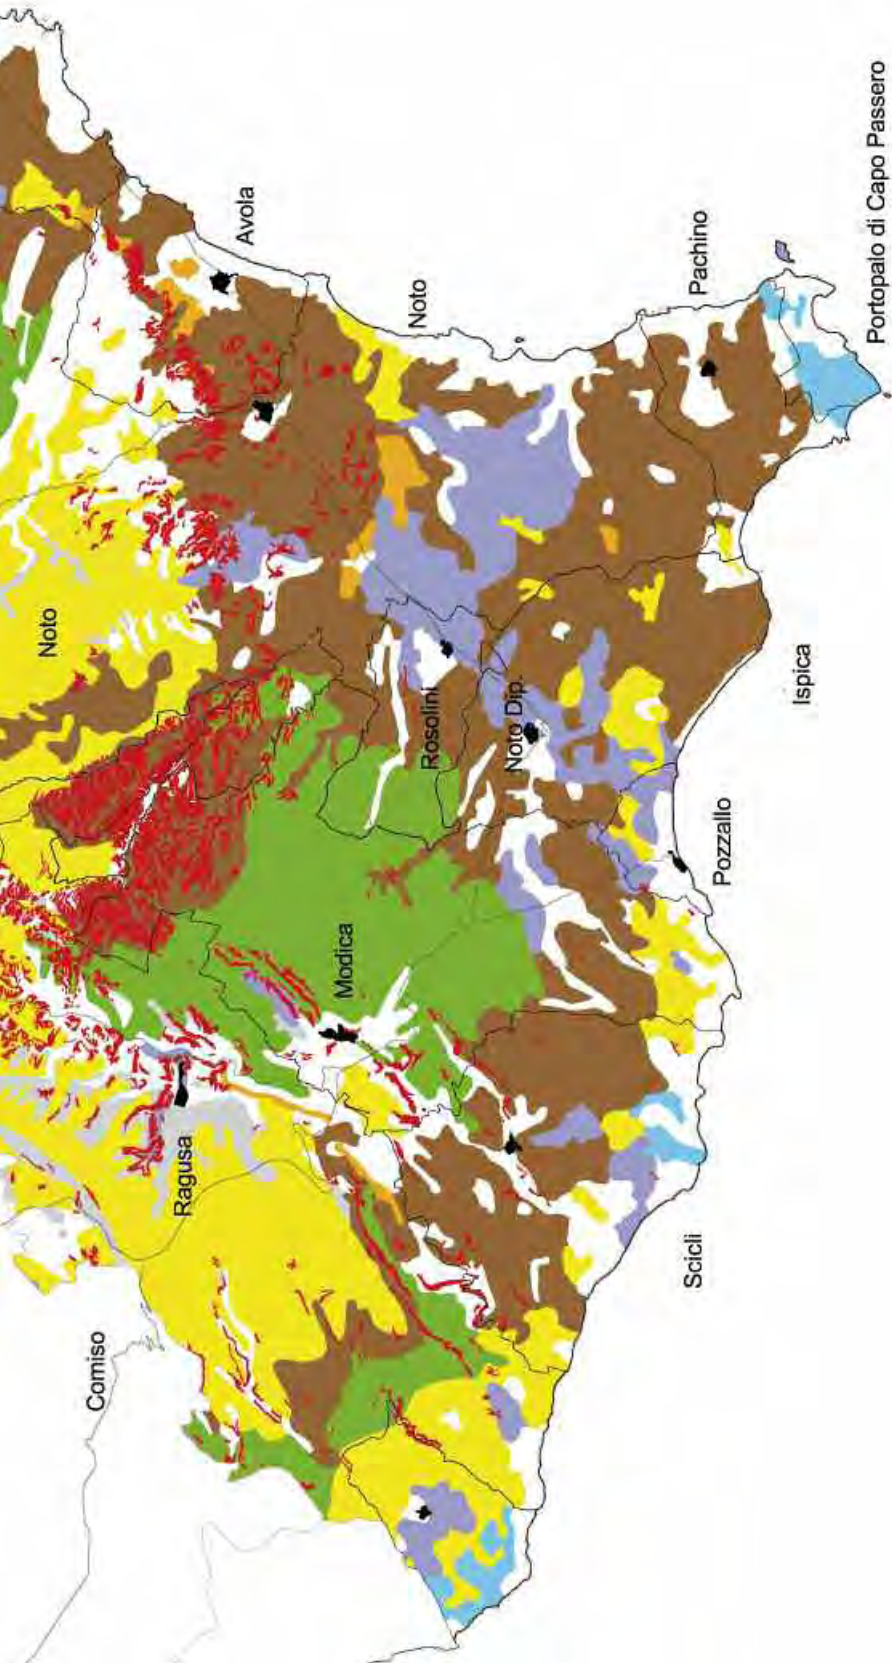 Avola
Noto
Pachino
Portopalo di Capo Passero
Noto
Rosolini
Noto Dip.
Ispica
Pozzallo
Modica
Ragusa
Scicli
Comiso